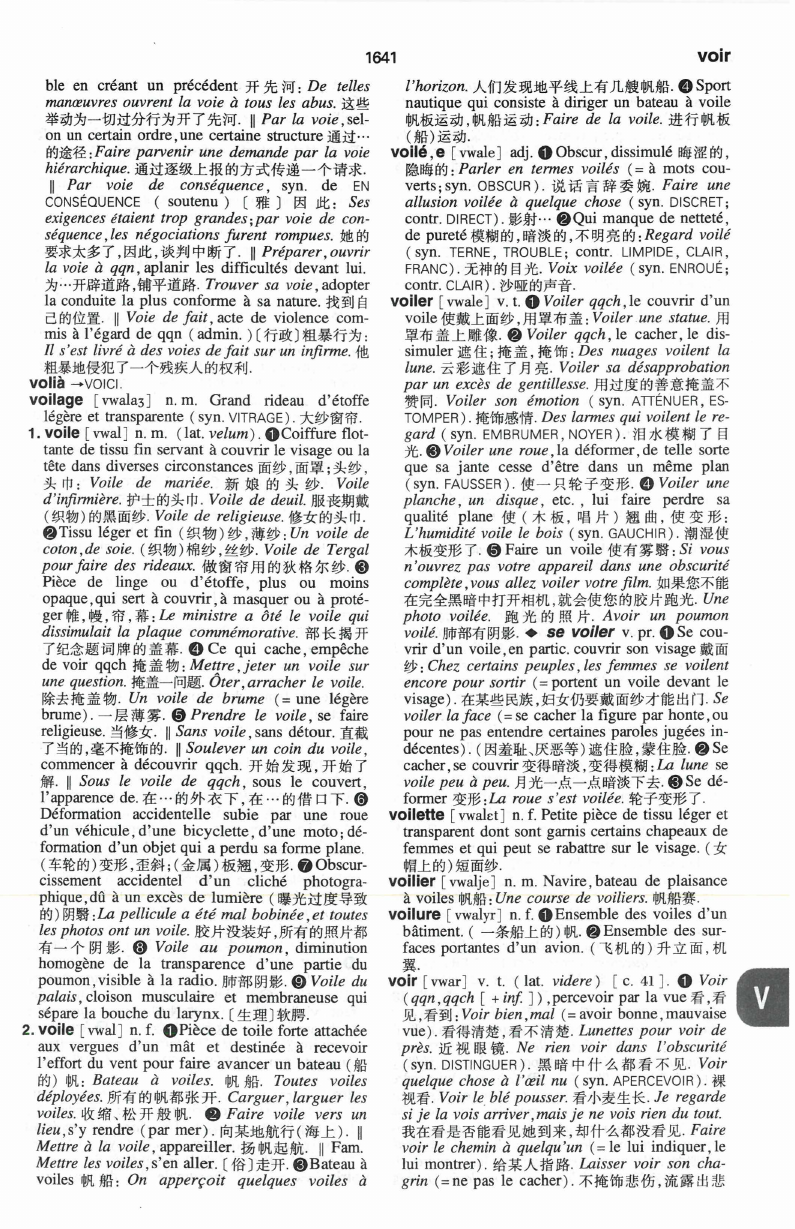 1641
voir
ble en créant un précédent 开先河: De telles
manœuvres ouvrent la voie à tous les abus. 这些
举动为一切过分行为开了先河. ‖ Par la voie, sel-
on un certain ordre, une certaine structure 通过…
的途径: Faire parvenir une demande par la voie
hiérarchique. 通过逐级上报的方式传递一个请求.
‖ Par voie de conséquence, syn. de EN
CONSÉQUENCE ( soutenu ) 〔 雅 〕 因 此: Ses
exigences étaient trop grandes; par voie de con-
séquence, les négociations furent rompues. 她的
要求太多了,因此,谈判中断了. ‖ Préparer, ouvrir
la voie à qqn, aplanir les difficultés devant lui.
为…开辟道路,铺平道路. Trouver sa voie, adopter
la conduite la plus conforme à sa nature. 找到自
己的位置. ‖ Voie de fait, acte de violence com-
mis à l'égard de qqn ( admin. )〔行政〕粗暴行为:
Il s'est livré à des voies de fait sur un infirme. 他
粗暴地侵犯了一个残疾人的权利.
volià →VOICI.
voilage [vwalaʒ] n. m. Grand rideau d'étoffe
légère et transparente ( syn. VITRAGE). 大纱窗帘.
1. voile [vwal] n. m. (lat. velum). ❶Coiffure flot-
tante de tissu fin servant à couvrir le visage ou la
tête dans diverses circonstances 面纱,面罩;头纱,
头巾: Voile de mariée. 新娘的头纱. Voile
d'infirmière. 护士的头巾. Voile de deuil. 服丧期戴
(织物)的黑面纱. Voile de religieuse. 修女的头巾.
❷Tissu léger et fin (织物)纱,薄纱: Un voile de
coton, de soie. (织物)棉纱,丝纱. Voile de Tergal
pour faire des rideaux. 做窗帘用的狄格尔纱. ❸
Pièce de linge ou d'étoffe, plus ou moins
opaque, qui sert à couvrir, à masquer ou à proté-
ger 帷,幔,帘,幕: Le ministre a ôté le voile qui
dissimulait la plaque commémorative. 部长揭开
了纪念题词牌的盖幕. ❹ Ce qui cache, empêche
de voir qqch 掩盖物: Mettre, jeter un voile sur
une question. 掩盖一问题. Ôter, arracher le voile.
除去掩盖物. Un voile de brume (= une légère
brume). 一层薄雾. ❺ Prendre le voile, se faire
religieuse. 当修女. ‖ Sans voile, sans détour. 直截
了当的,毫不掩饰的. ‖ Soulever un coin du voile,
commencer à découvrir qqch. 开始发现,开始了
解. ‖ Sous le voile de qqch, sous le couvert,
l'apparence de. 在…的外衣下,在…的借口下. ❻
Déformation accidentelle subie par une roue
d'un véhicule, d'une bicyclette, d'une moto; dé-
formation d'un objet qui a perdu sa forme plane.
(车轮的)变形,歪斜;(金属)板翘,变形. ❼Obscur-
cissement accidentel d'un cliché photogra-
phique, dû à un excès de lumière (曝光过度导致
的)阴翳: La pellicule a été mal bobinée, et toutes
les photos ont un voile. 胶片没装好,所有的照片都
有一个阴影. ❽ Voile au poumon, diminution
homogène de la transparence d'une partie du
poumon, visible à la radio. 肺部阴影. ❾ Voile du
palais, cloison musculaire et membraneuse qui
sépare la bouche du larynx. 〔生理〕软腭.
2. voile [vwal] n. f. ❶Pièce de toile forte attachée
aux vergues d'un mât et destinée à recevoir
l'effort du vent pour faire avancer un bateau (船
的) 帆: Bateau à voiles. 帆船. Toutes voiles
déployées. 所有的帆都张开. Carguer, larguer les
voiles. 收缩、松开般帆. ❷ Faire voile vers un
lieu, s'y rendre (par mer). 向某地航行(海上). ‖
Mettre à la voile, appareiller. 扬帆起航. ‖ Fam.
Mettre les voiles, s'en aller. 〔俗〕走开. ❸Bateau à
voiles 帆船: On apperçoit quelques voiles à
l'horizon. 人们发现地平线上有几艘帆船. ❹Sport
nautique qui consiste à diriger un bateau à voile
帆板运动,帆船运动: Faire de la voile. 进行帆板
(船)运动.
voilé, e [vwale] adj. ❶Obscur, dissimulé 晦涩的,
隐晦的: Parler en termes voilés (= à mots cou-
verts; syn. OBSCUR). 说话言辞委婉. Faire une
allusion voilée à quelque chose ( syn. DISCRET;
contr. DIRECT). 影射… ❷Qui manque de netteté,
de pureté 模糊的,暗淡的,不明亮的: Regard voilé
( syn. TERNE, TROUBLE; contr. LIMPIDE, CLAIR,
FRANC). 无神的目光. Voix voilée (syn. ENROUÉ;
contr. CLAIR). 沙哑的声音.
voiler [vwale] v. t. ❶ Voiler qqch, le couvrir d'un
voile 使戴上面纱,用罩布盖: Voiler une statue. 用
罩布盖上雕像. ❷ Voiler qqch, le cacher, le dis-
simuler 遮住; 掩盖,掩饰: Des nuages voilent la
lune. 云彩遮住了月亮. Voiler sa désapprobation
par un excès de gentillesse. 用过度的善意掩盖不
赞同. Voiler son émotion ( syn. ATTÉNUER, ES-
TOMPER). 掩饰感情. Des larmes qui voilent le re-
gard ( syn. EMBRUMER, NOYER). 泪水模糊了目
光. ❸Voiler une roue, la déformer, de telle sorte
que sa jante cesse d'être dans un même plan
(syn. FAUSSER). 使一只轮子变形. ❹ Voiler une
planche, un disque, etc. , lui faire perdre sa
qualité plane 使 (木板, 唱片) 翘曲, 使变形:
L'humidité voile le bois (syn. GAUCHIR). 潮湿使
木板变形了. ❺ Faire un voile 使有雾翳: Si vous
n'ouvrez pas votre appareil dans une obscurité
complète, vous allez voiler votre film. 如果您不能
在完全黑暗中打开相机,就会使您的胶片跑光. Une
photo voilée. 跑光的照片. Avoir un poumon
voilé. 肺部有阴影. ◆ se voiler v. pr. ❶Se cou-
vrir d'un voile, en partic. couvrir son visage 戴面
纱: Chez certains peuples, les femmes se voilent
encore pour sortir (= portent un voile devant le
visage). 在某些民族,妇女仍要戴面纱才能出门. Se
voiler la face (=se cacher la figure par honte, ou
pour ne pas entendre certaines paroles jugées in-
décentes). (因羞耻、厌恶等)遮住脸,蒙住脸. ❷Se
cacher, se couvrir 变得暗淡,变得模糊: La lune se
voile peu à peu. 月光一点一点暗淡下去. ❸Se dé-
former 变形: La roue s'est voilée. 轮子变形了.
voilette [vwalɛt] n. f. Petite pièce de tissu léger et
transparent dont sont garnis certains chapeaux de
femmes et qui peut se rabattre sur le visage. (女
帽上的)短面纱.
voilier [vwalje] n. m. Navire, bateau de plaisance
à voiles 帆船: Une course de voiliers. 帆船赛.
voilure [vwalyr] n. f. ❶Ensemble des voiles d'un
bâtiment. (一条船上的)帆. ❷Ensemble des sur-
faces portantes d'un avion. (飞机的)升立面,机
翼.
voir [vwar] v. t. ( lat. videre) [ c. 41 ]. ❶ Voir
(qqn, qqch [ + inf. ]), percevoir par la vue 看,看
见,看到: Voir bien, mal (= avoir bonne, mauvaise
vue). 看得清楚,看不清楚. Lunettes pour voir de
près. 近视眼镜. Ne rien voir dans l'obscurité
(syn. DISTINGUER). 黑暗中什么都看不见. Voir
quelque chose à l'œil nu (syn. APERCEVOIR). 裸
视看. Voir le blé pousser. 看小麦生长. Je regarde
si je la vois arriver, mais je ne vois rien du tout.
我在看是否能看见她到来,却什么都没看见. Faire
voir le chemin à quelqu'un (= le lui indiquer, le
lui montrer). 给某人指路. Laisser voir son cha-
grin (= ne pas le cacher). 不掩饰悲伤,流露出悲
V